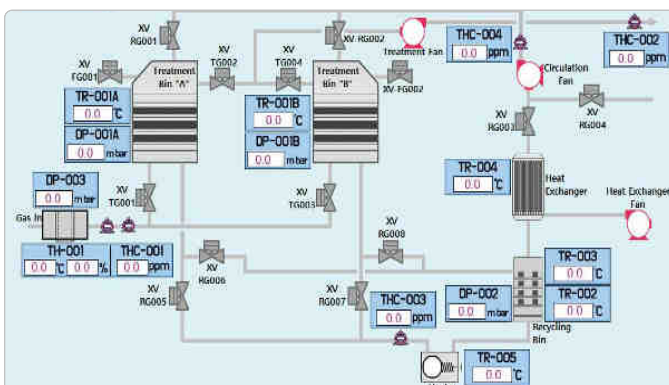 XV
RG001
XV
FG001
XV
TG002
XV
TG004
XV-RG002
Treatment Fan
THC-004
0.0 ppm
THC-002
0.0 ppm
Treatment
Bin "A"
Treatment
Bin "B"
XV-FG002
Circulation
Fan
TR-001A
0.0 °C
TR-001B
0.0 °C
XV
RG003
XV
RG004
DP-001A
0.0 mbar
DP-001B
0.0 mbar
DP-003
0.0 mbar
XV
TG001
XV
TG003
TR-004
0.0 °C
Heat
Exchanger
Heat Exchanger
Fan
Gas In
TH-001
0.0 °C 0.0 %
THC-001
0.0 ppm
XV
RG006
XV
RG008
TR-003
0.0 °C
XV
RG005
XV
RG007
THC-003
0.0 ppm
DP-002
0.0 mbar
TR-002
0.0 °C
Recycling
Bin
TR-005
0.0 °C